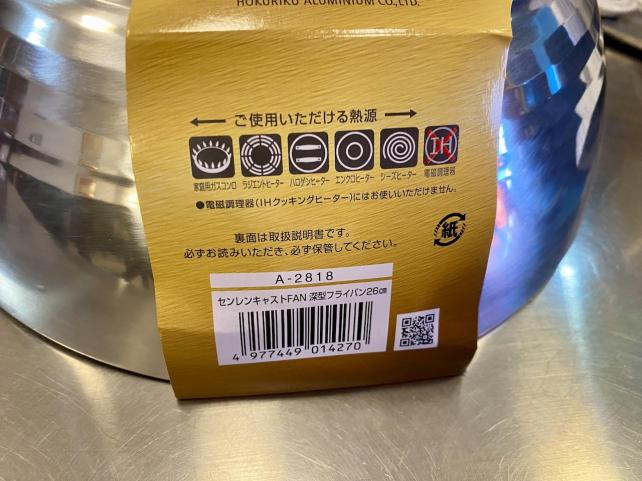 HOKURIKU ALUMINIUM CO.,LTD.
← ご使用いただける熱源 →
IH
家庭用ガスコンロ ラジエントヒーター ハロゲンヒーター エンクロヒーター シーズヒーター 電磁調理器
●電磁調理器(IHクッキングヒーター)にはお使いいただけません。
裏面は取扱説明書です。
必ずお読みいただき、必ず保管してください。
紙
A-2818
センレンキャストFAN 深型フライパン26㎝
4 977449 014270